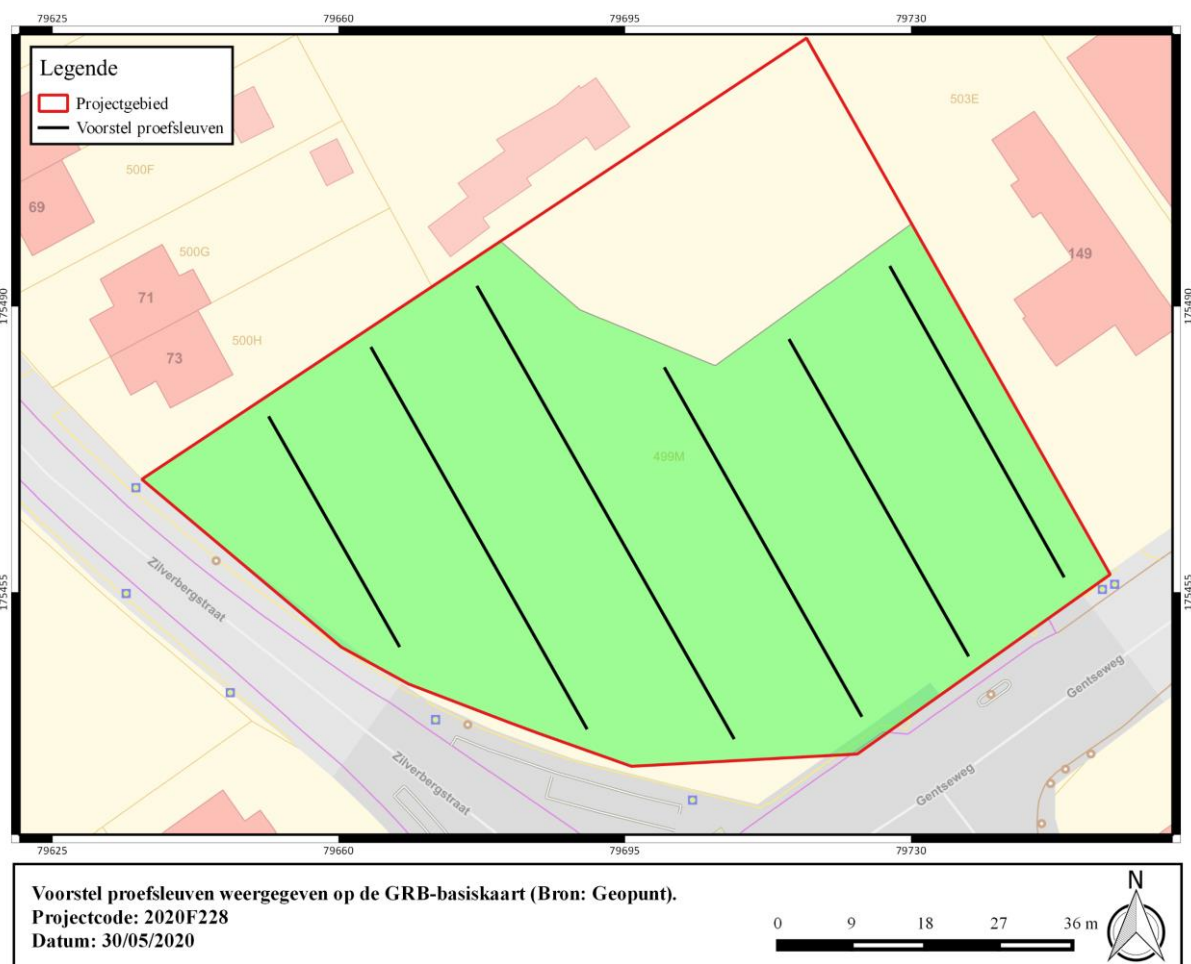 79625 79660 79695 79730
Legende
Projectgebied
Voorstel proefsleuven
503E
500F
69
500G
149
71
175490 175490
500H
73
499M
Zilverbergstraat
175455 175455
Gentseweg
Zilverbergstraat
Gentseweg
79625 79660 79695 79730
Voorstel proefsleuven weergegeven op de GRB-basiskaart (Bron: Geopunt).
Projectcode: 2020F228
Datum: 30/05/2020
0 9 18 27 36 m
N